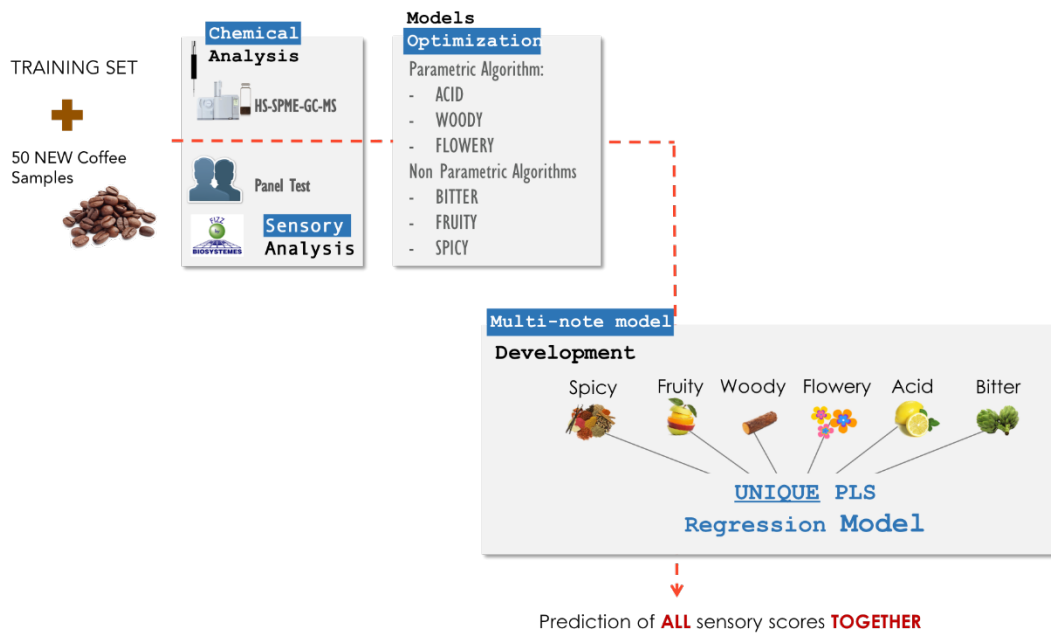 TRAINING SET
50 NEW Coffee
Samples
Chemical
Analysis
HS-SPME-GC-MS
Panel Test
FIZZ
BIOSYSTEMES
Sensory
Analysis
Models
Optimization
Parametric Algorithm:
- ACID
- WOODY
- FLOWERY
Non Parametric Algorithms
- BITTER
- FRUITY
- SPICY
Multi-note model
Development
Spicy Fruity Woody Flowery Acid Bitter
UNIQUE PLS
Regression Model
Prediction of ALL sensory scores TOGETHER